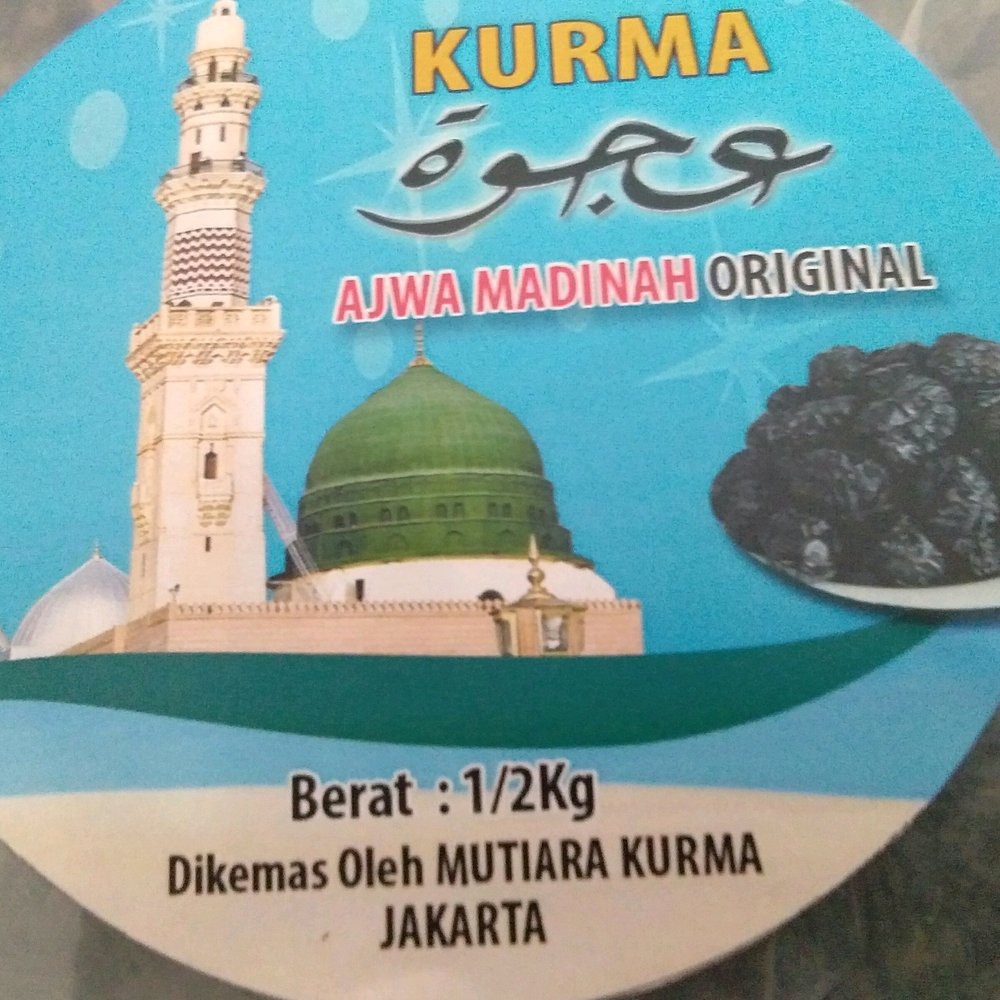 KURMA
عجوة
AJWA MADINAH ORIGINAL
Berat : 1/2Kg
Dikemas Oleh MUTIARA KURMA
JAKARTA